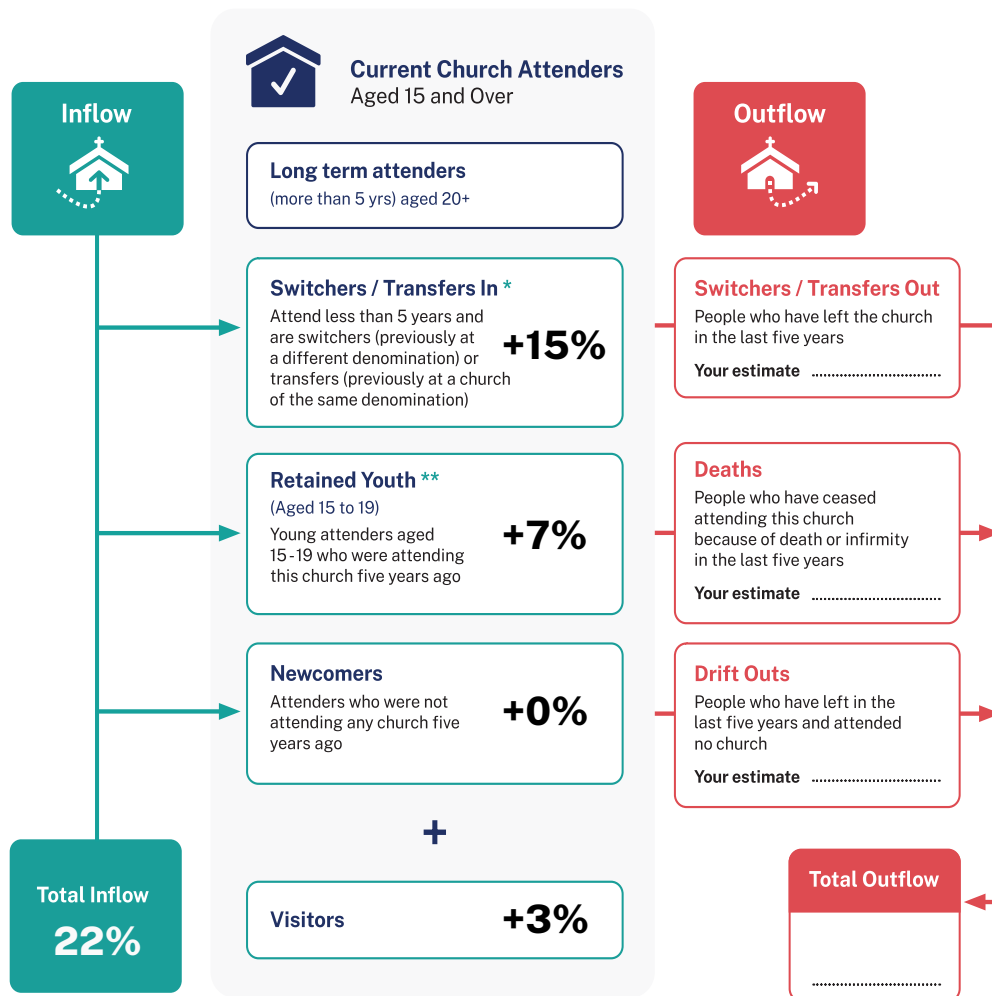 Inflow
Current Church Attenders
Aged 15 and Over
Outflow
Long term attenders
(more than 5 yrs) aged 20+
Switchers / Transfers In *
Attend less than 5 years and
are switchers (previously at
a different denomination) or
transfers (previously at a church
of the same denomination)
+15%
Switchers / Transfers Out
People who have left the church
in the last five years
Your estimate ................................
Retained Youth **
(Aged 15 to 19)
Young attenders aged
15-19 who were attending
this church five years ago
+7%
Deaths
People who have ceased
attending this church
because of death or infirmity
in the last five years
Your estimate ................................
Newcomers
Attenders who were not
attending any church five
years ago
+0%
Drift Outs
People who have left in the
last five years and attended
no church
Your estimate ................................
+
Total Inflow
22%
Visitors
+3%
Total Outflow
................................